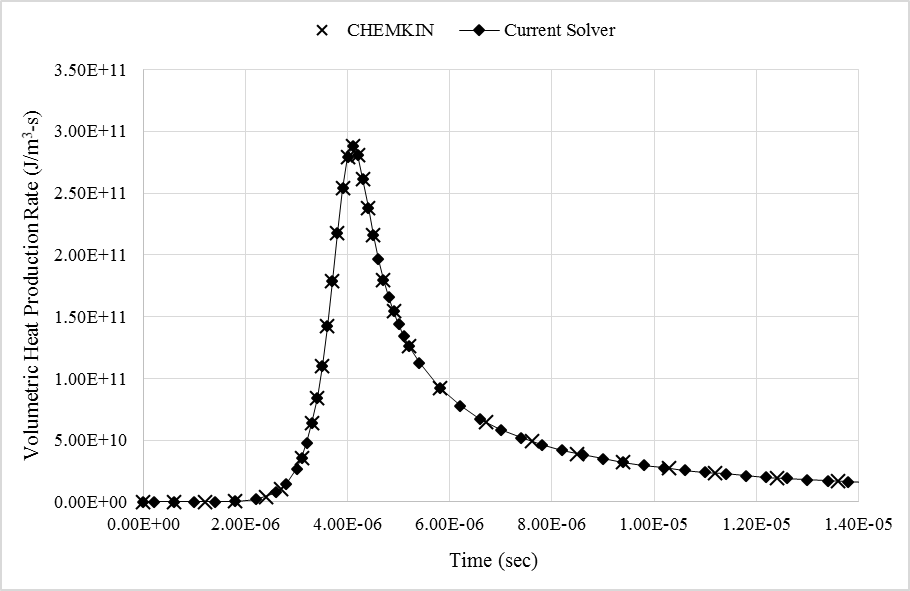 CHEMKIN Current Solver
3.50E+11
3.00E+11
2.50E+11
2.00E+11
1.50E+11
1.00E+11
5.00E+10
0.00E+00
Volumetric Heat Production Rate (J/m³-s)
0.00E+00 2.00E-06 4.00E-06 6.00E-06 8.00E-06 1.00E-05 1.20E-05 1.40E-05
Time (sec)